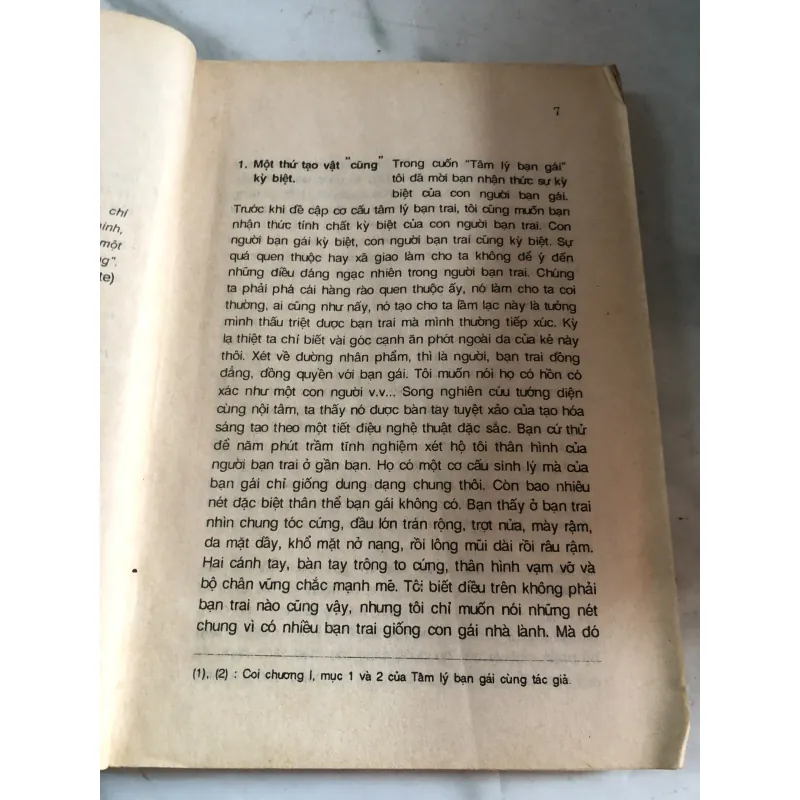 chí
một
7
1. Một thứ tạo vật "cũng" kỳ biệt.
Trong cuốn "Tâm lý bạn gái"
tôi đã mời bạn nhận thức sự kỳ
biệt của con người bạn gái.
Trước khi đề cập cơ cấu tâm lý bạn trai, tôi cũng muốn bạn
nhận thức tính chất kỳ biệt của con người bạn trai. Con
người bạn gái kỳ biệt, con người bạn trai cũng kỳ biệt. Sự
quá quen thuộc hay xã giao làm cho ta không để ý đến
những điều đáng ngạc nhiên trong người bạn trai. Chúng
ta phải phá cái hàng rào quen thuộc ấy, nó làm cho ta coi
thường, ai cũng như nấy, nó tạo cho ta lầm lạc này là tưởng
mình thấu triệt được bạn trai mà mình thường tiếp xúc. Kỳ
lạ thiệt ta chỉ biết vài góc cạnh ăn phớt ngoài da của kẻ này
thôi. Xét về đường nhân phẩm, thì là người, bạn trai đồng
đẳng, đồng quyền với bạn gái. Tôi muốn nói họ có hồn có
xác như một con người v.v... Song nghiên cứu tướng diện
cùng nội tâm, ta thấy nó được bàn tay tuyệt xảo của tạo hóa
sáng tạo theo một tiết điệu nghệ thuật đặc sắc. Bạn cứ thử
để năm phút trầm tĩnh nghiệm xét hộ tôi thân hình của
người bạn trai ở gần bạn. Họ có một cơ cấu sinh lý mà của
bạn gái chỉ giống dung dạng chung thôi. Còn bao nhiêu
nét đặc biệt thân thể bạn gái không có. Bạn thấy ở bạn trai
nhìn chung tóc cứng, đầu lớn trán rộng, trợt nửa, mày rậm,
da mặt dầy, khổ mặt nở nang, rồi lông mũi dài rồi râu rậm.
Hai cánh tay, bàn tay trộng to cứng, thân hình vạm vỡ và
bộ chân vững chắc mạnh mẽ. Tôi biết điều trên không phải
bạn trai nào cũng vậy, nhưng tôi chỉ muốn nói những nét
chung vì có nhiều bạn trai giống con gái nhà lành. Mà đó
(1), (2) : Coi chương I, mục 1 và 2 của Tâm lý bạn gái cùng tác giả.